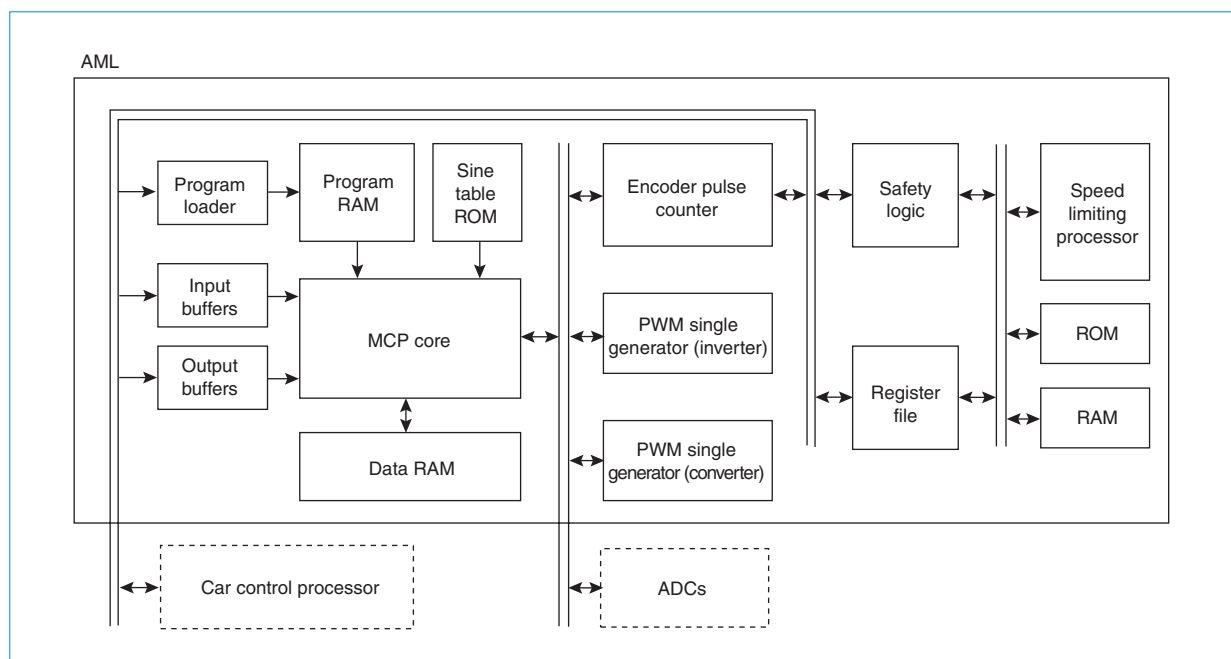 AML
Program
loader
Program
RAM
Sine
table
ROM
Encoder pulse
counter
Safety
logic
Speed
limiting
processor
Input
buffers
MCP core
PWM single
generator (inverter)
ROM
Output
buffers
Register
file
RAM
Data RAM
PWM single
generator (converter)
Car control processor
ADCs